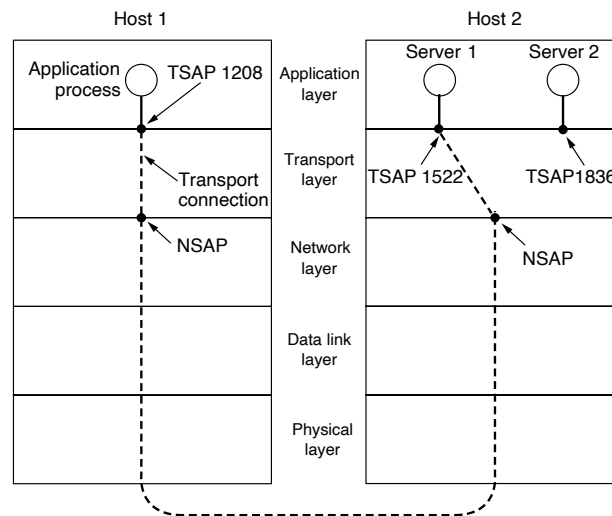 Host 1
Host 2
Application
process
TSAP 1208
Application
layer
Server 1
Server 2
Transport
connection
Transport
layer
TSAP 1522
TSAP1836
NSAP
Network
layer
NSAP
Data link
layer
Physical
layer